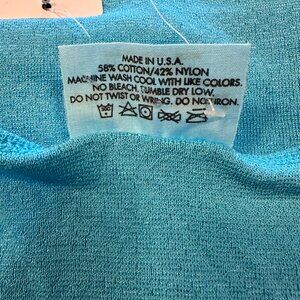 MADE IN U.S.A.
58% COTTON/42% NYLON
MACHINE WASH COOL WITH LIKE COLORS.
NO BLEACH. TUMBLE DRY LOW.
DO NOT TWIST OR WRING. DO NOT IRON.